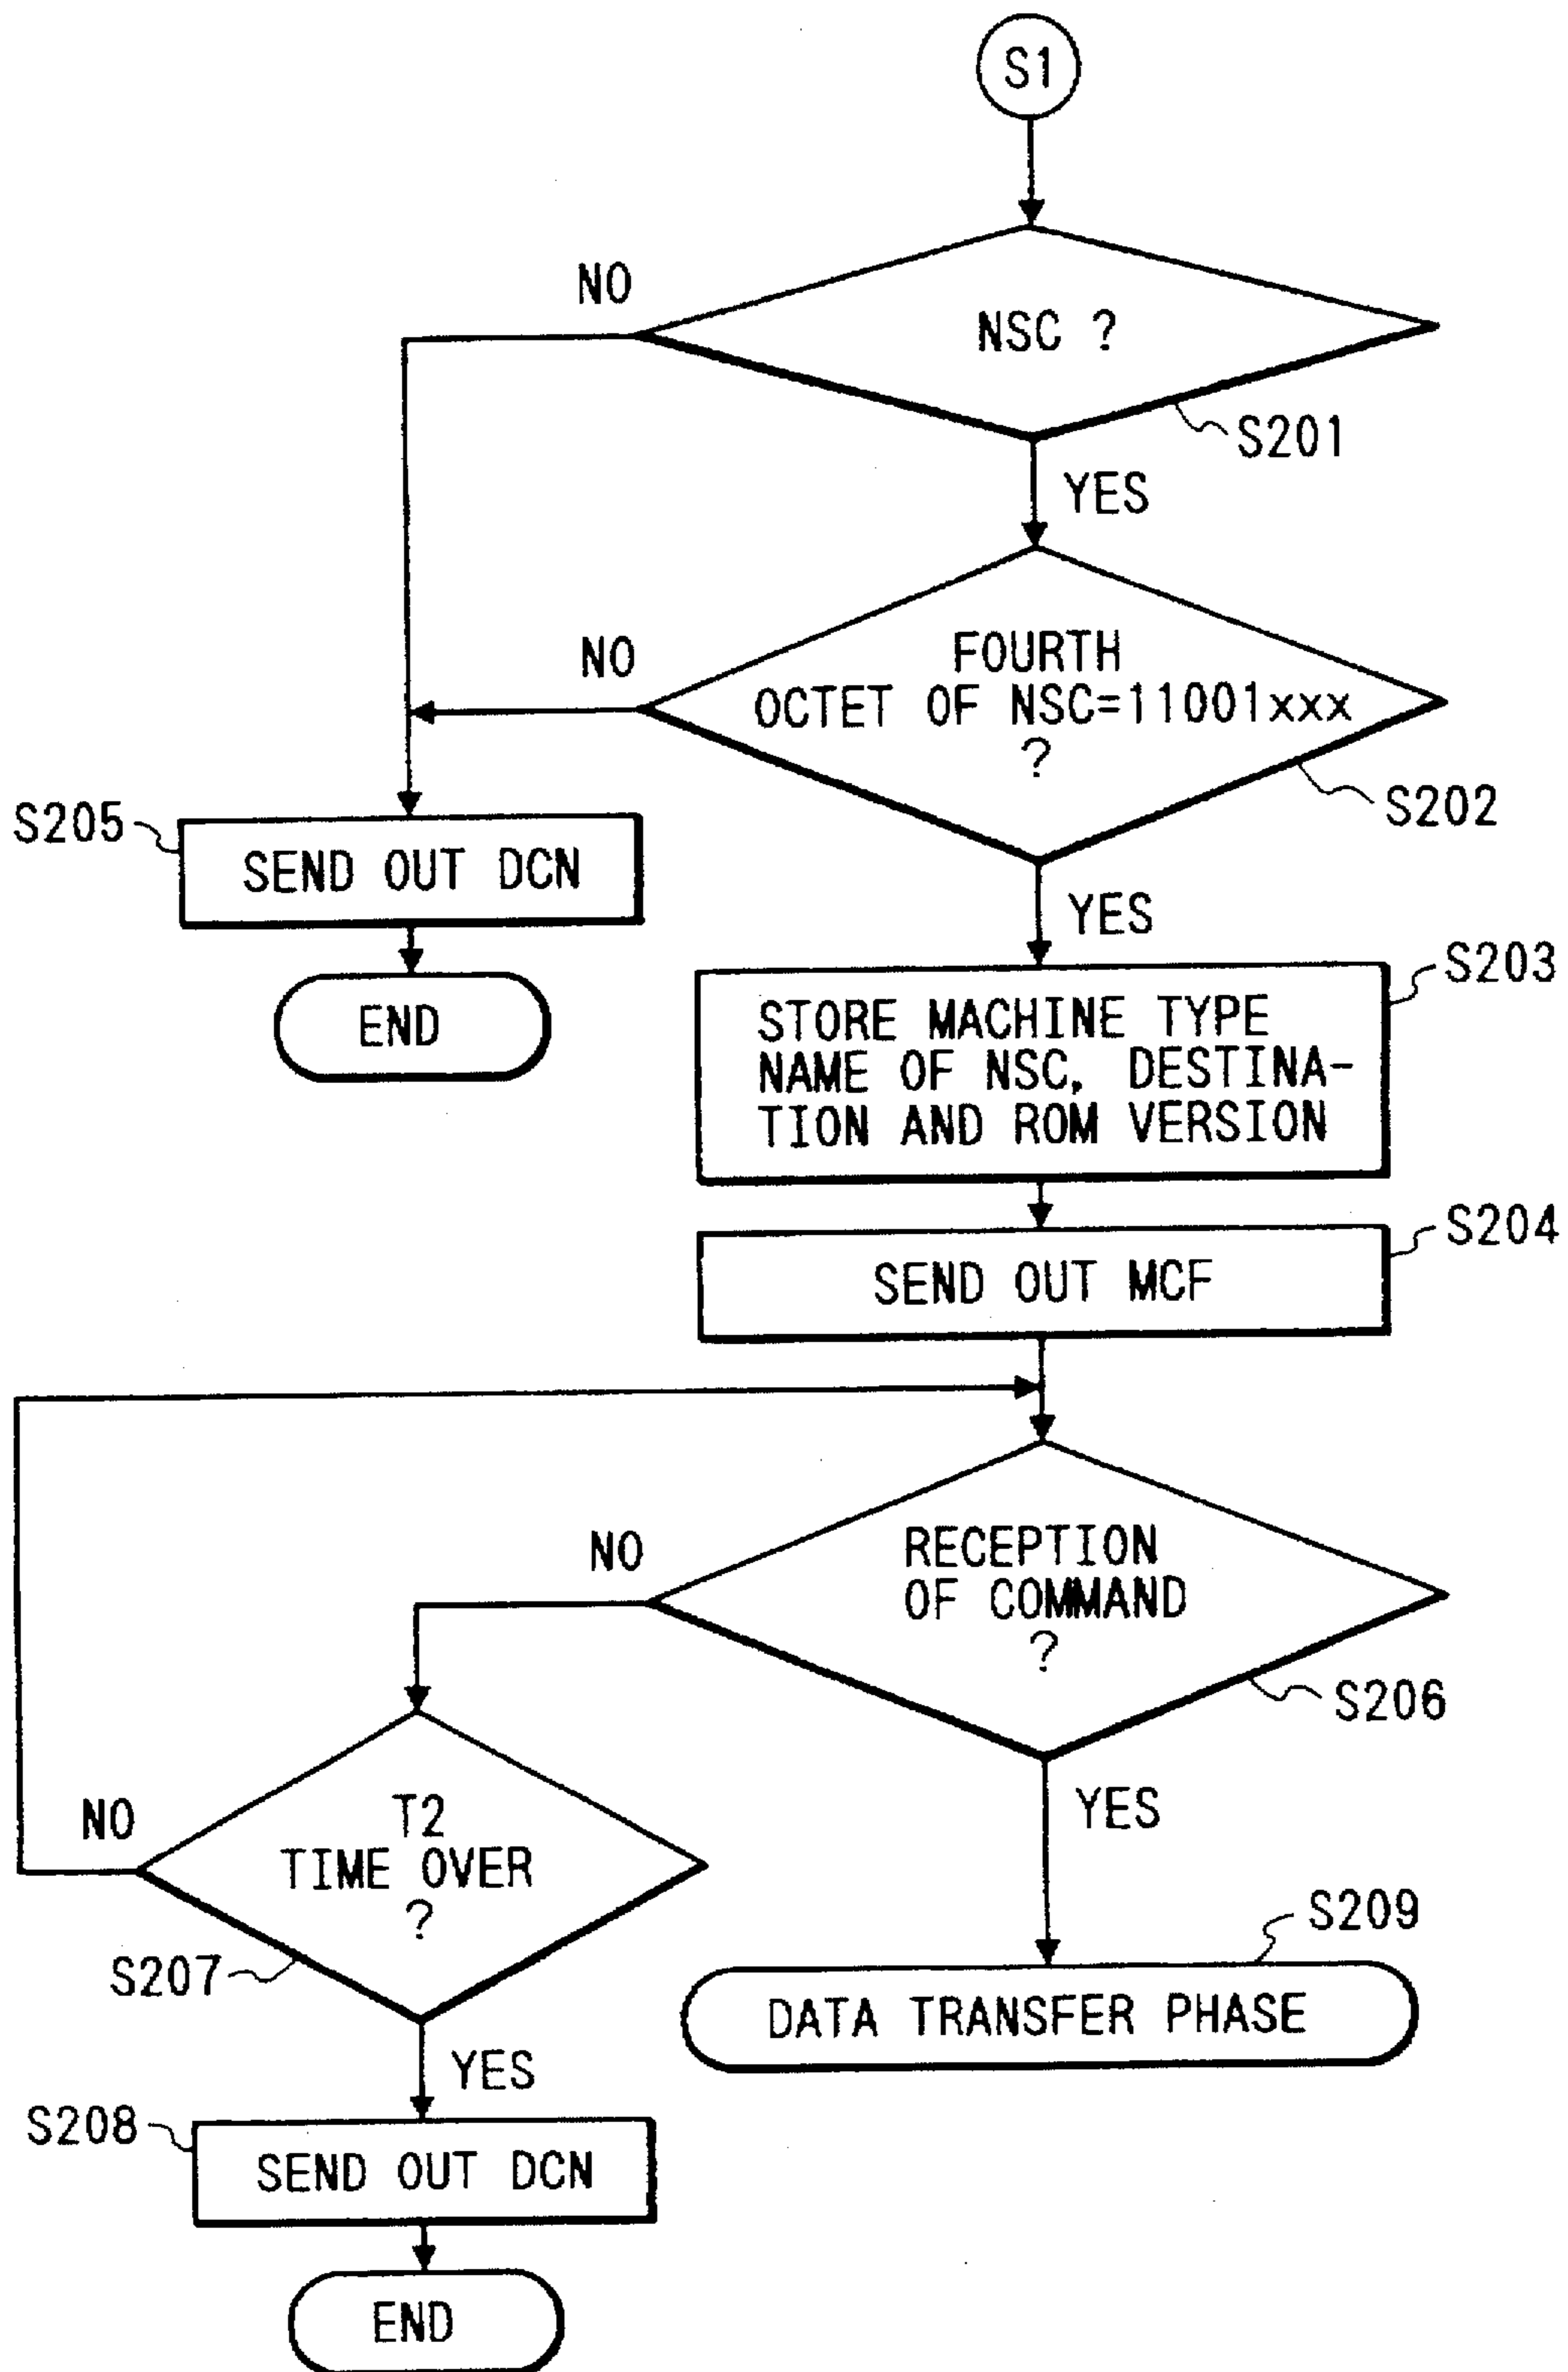 S1
NO
NSC ?
S201
YES
NO
FOURTH
OCTET OF NSC=11001xxx
?
S202
S205
SEND OUT DCN
YES
S203
END
STORE MACHINE TYPE
NAME OF NSC, DESTINA-
TION AND ROM VERSION
S204
SEND OUT MCF
NO
RECEPTION
OF COMMAND
?
S206
NO
T2
TIME OVER
?
YES
S207
S209
DATA TRANSFER PHASE
YES
S208
SEND OUT DCN
END